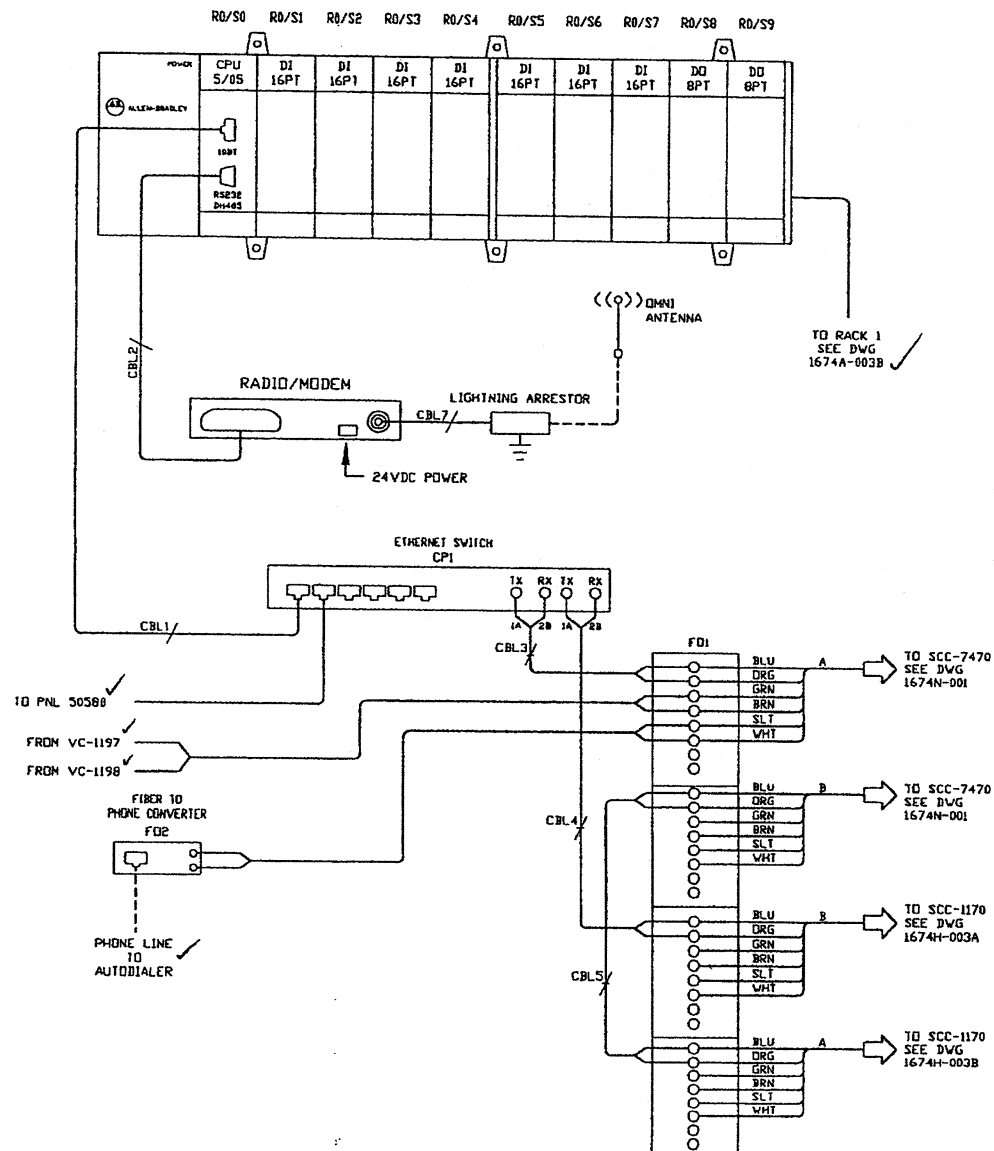 R0/S0 R0/S1 R0/S2 R0/S3 R0/S4 R0/S5 R0/S6 R0/S7 R0/S8 R0/S9
POWER
CPU 5/05
DI 16PT
DI 16PT
DI 16PT
DI 16PT
DI 16PT
DI 16PT
DI 16PT
DO 8PT
DO 8PT
AB ALLEN-BRADLEY
10BT
RS232
DH485
TO RACK 1
SEE DWG
1674A-003B
OMNI
ANTENNA
CBL2
RADIO/MODEM
LIGHTNING ARRESTOR
CBL7
24VDC POWER
ETHERNET SWITCH
CP1
TX RX TX RX
1A 2B 1A 2B
CBL1
CBL3
FO1
TO PNL 5058B
FROM VC-1197
FROM VC-1198
FIBER TO
PHONE CONVERTER
FO2
PHONE LINE
TO
AUTODIALER
CBL4
CBL5
BLU
ORG
GRN
BRN
SLT
WHT
A
TO SCC-7470
SEE DWG
1674N-001
BLU
ORG
GRN
BRN
SLT
WHT
B
TO SCC-7470
SEE DWG
1674N-001
BLU
ORG
GRN
BRN
SLT
WHT
B
TO SCC-1170
SEE DWG
1674H-003A
BLU
ORG
GRN
BRN
SLT
WHT
A
TO SCC-1170
SEE DWG
1674H-003B